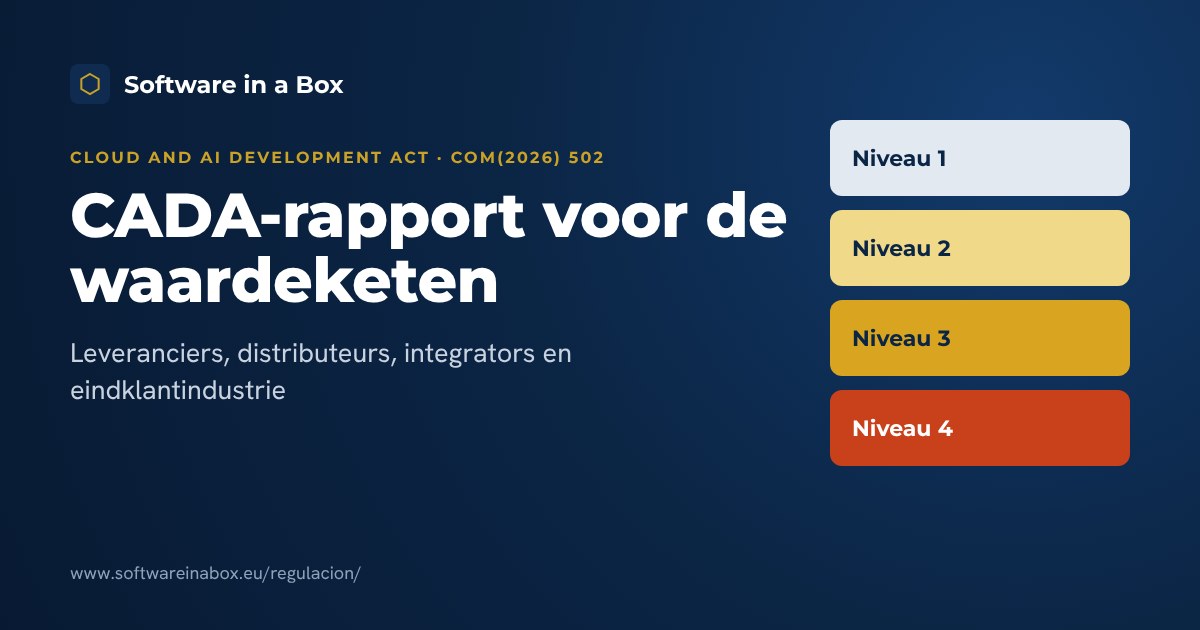 Software in a Box
CLOUD AND AI DEVELOPMENT ACT · COM(2026) 502
CADA-rapport voor de
waardeketen
Leveranciers, distributeurs, integrators en
eindklantindustrie
Niveau 1
Niveau 2
Niveau 3
Niveau 4
www.softwareinabox.eu/regulacion/